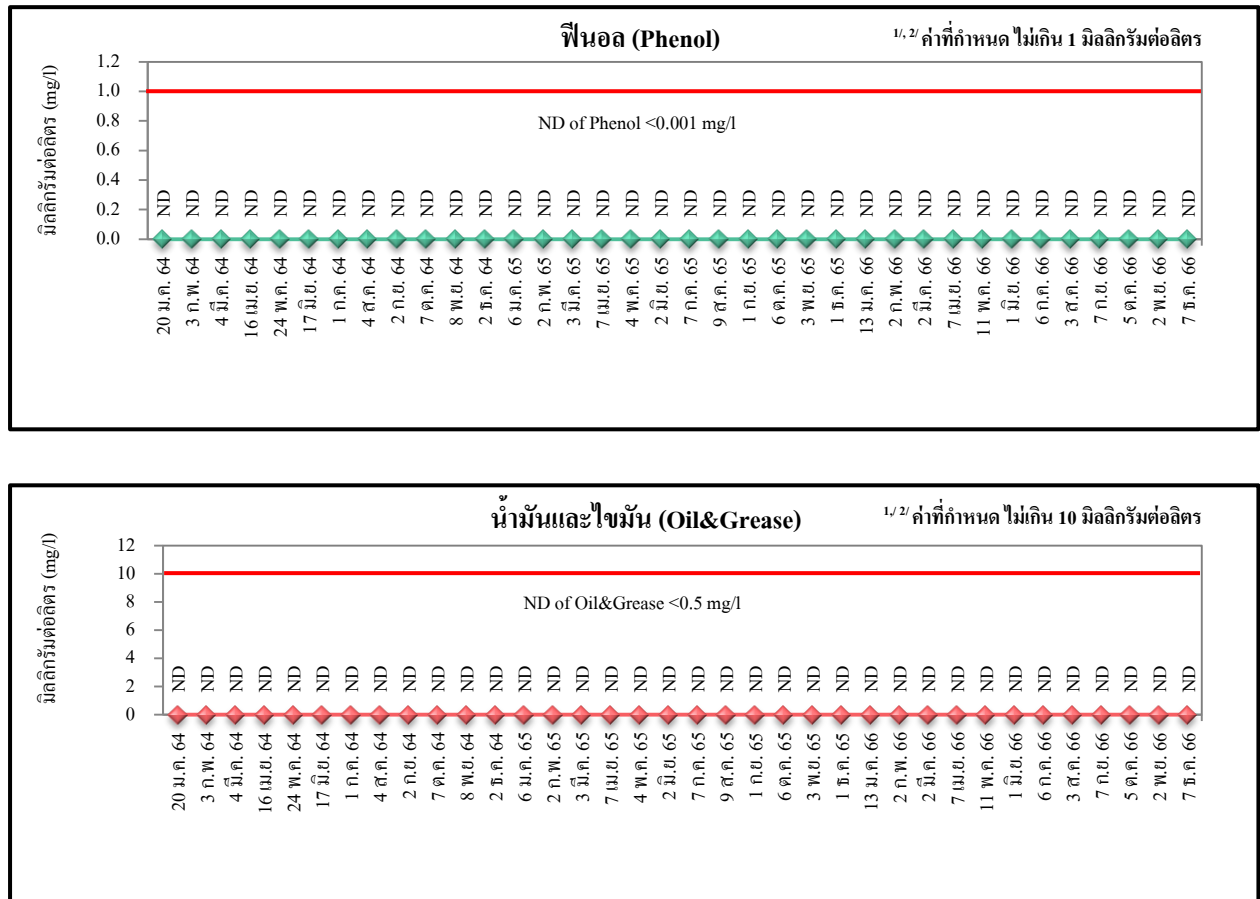 ฟีนอล (Phenol)
1/, 2/ ค่าที่กำหนด ไม่เกิน 1 มิลลิกรัมต่อลิตร
มิลลิกรัมต่อลิตร (mg/l)
1.2
1.0
0.8
0.6
0.4
0.2
0.0
ND of Phenol <0.001 mg/l
ND ND ND ND ND ND ND ND ND ND ND ND ND ND ND ND ND ND ND ND ND ND ND ND ND ND ND ND ND ND ND ND ND ND ND ND
20 ม.ค. 64
3 ก.พ. 64
4 มี.ค. 64
16 เม.ย. 64
24 พ.ค. 64
17 มิ.ย. 64
1 ก.ค. 64
4 ส.ค. 64
2 ก.ย. 64
7 ต.ค. 64
8 พ.ย. 64
2 ธ.ค. 64
6 ม.ค. 65
2 ก.พ. 65
3 มี.ค. 65
7 เม.ย. 65
4 พ.ค. 65
2 มิ.ย. 65
7 ก.ค. 65
9 ส.ค. 65
1 ก.ย. 65
6 ต.ค. 65
3 พ.ย. 65
1 ธ.ค. 65
13 ม.ค. 66
2 ก.พ. 66
2 มี.ค. 66
7 เม.ย. 66
11 พ.ค. 66
1 มิ.ย. 66
6 ก.ค. 66
3 ส.ค. 66
7 ก.ย. 66
5 ต.ค. 66
2 พ.ย. 66
7 ธ.ค. 66
น้ำมันและไขมัน (Oil&Grease)
1,/ 2/ ค่าที่กำหนด ไม่เกิน 10 มิลลิกรัมต่อลิตร
มิลลิกรัมต่อลิตร (mg/l)
12
10
8
6
4
2
0
ND of Oil&Grease <0.5 mg/l
ND ND ND ND ND ND ND ND ND ND ND ND ND ND ND ND ND ND ND ND ND ND ND ND ND ND ND ND ND ND ND ND ND ND ND ND
20 ม.ค. 64
3 ก.พ. 64
4 มี.ค. 64
16 เม.ย. 64
24 พ.ค. 64
17 มิ.ย. 64
1 ก.ค. 64
4 ส.ค. 64
2 ก.ย. 64
7 ต.ค. 64
8 พ.ย. 64
2 ธ.ค. 64
6 ม.ค. 65
2 ก.พ. 65
3 มี.ค. 65
7 เม.ย. 65
4 พ.ค. 65
2 มิ.ย. 65
7 ก.ค. 65
9 ส.ค. 65
1 ก.ย. 65
6 ต.ค. 65
3 พ.ย. 65
1 ธ.ค. 65
13 ม.ค. 66
2 ก.พ. 66
2 มี.ค. 66
7 เม.ย. 66
11 พ.ค. 66
1 มิ.ย. 66
6 ก.ค. 66
3 ส.ค. 66
7 ก.ย. 66
5 ต.ค. 66
2 พ.ย. 66
7 ธ.ค. 66